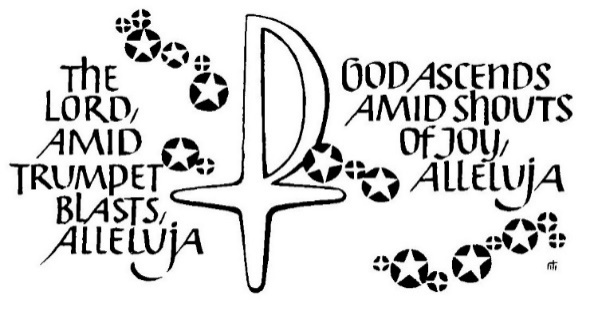 The
LORD,
AMID
TRUMPET
BLASTS,
ALLELUJA
GOD ASCENDS
AMID SHOUTS
OF JOY,
ALLELUJA